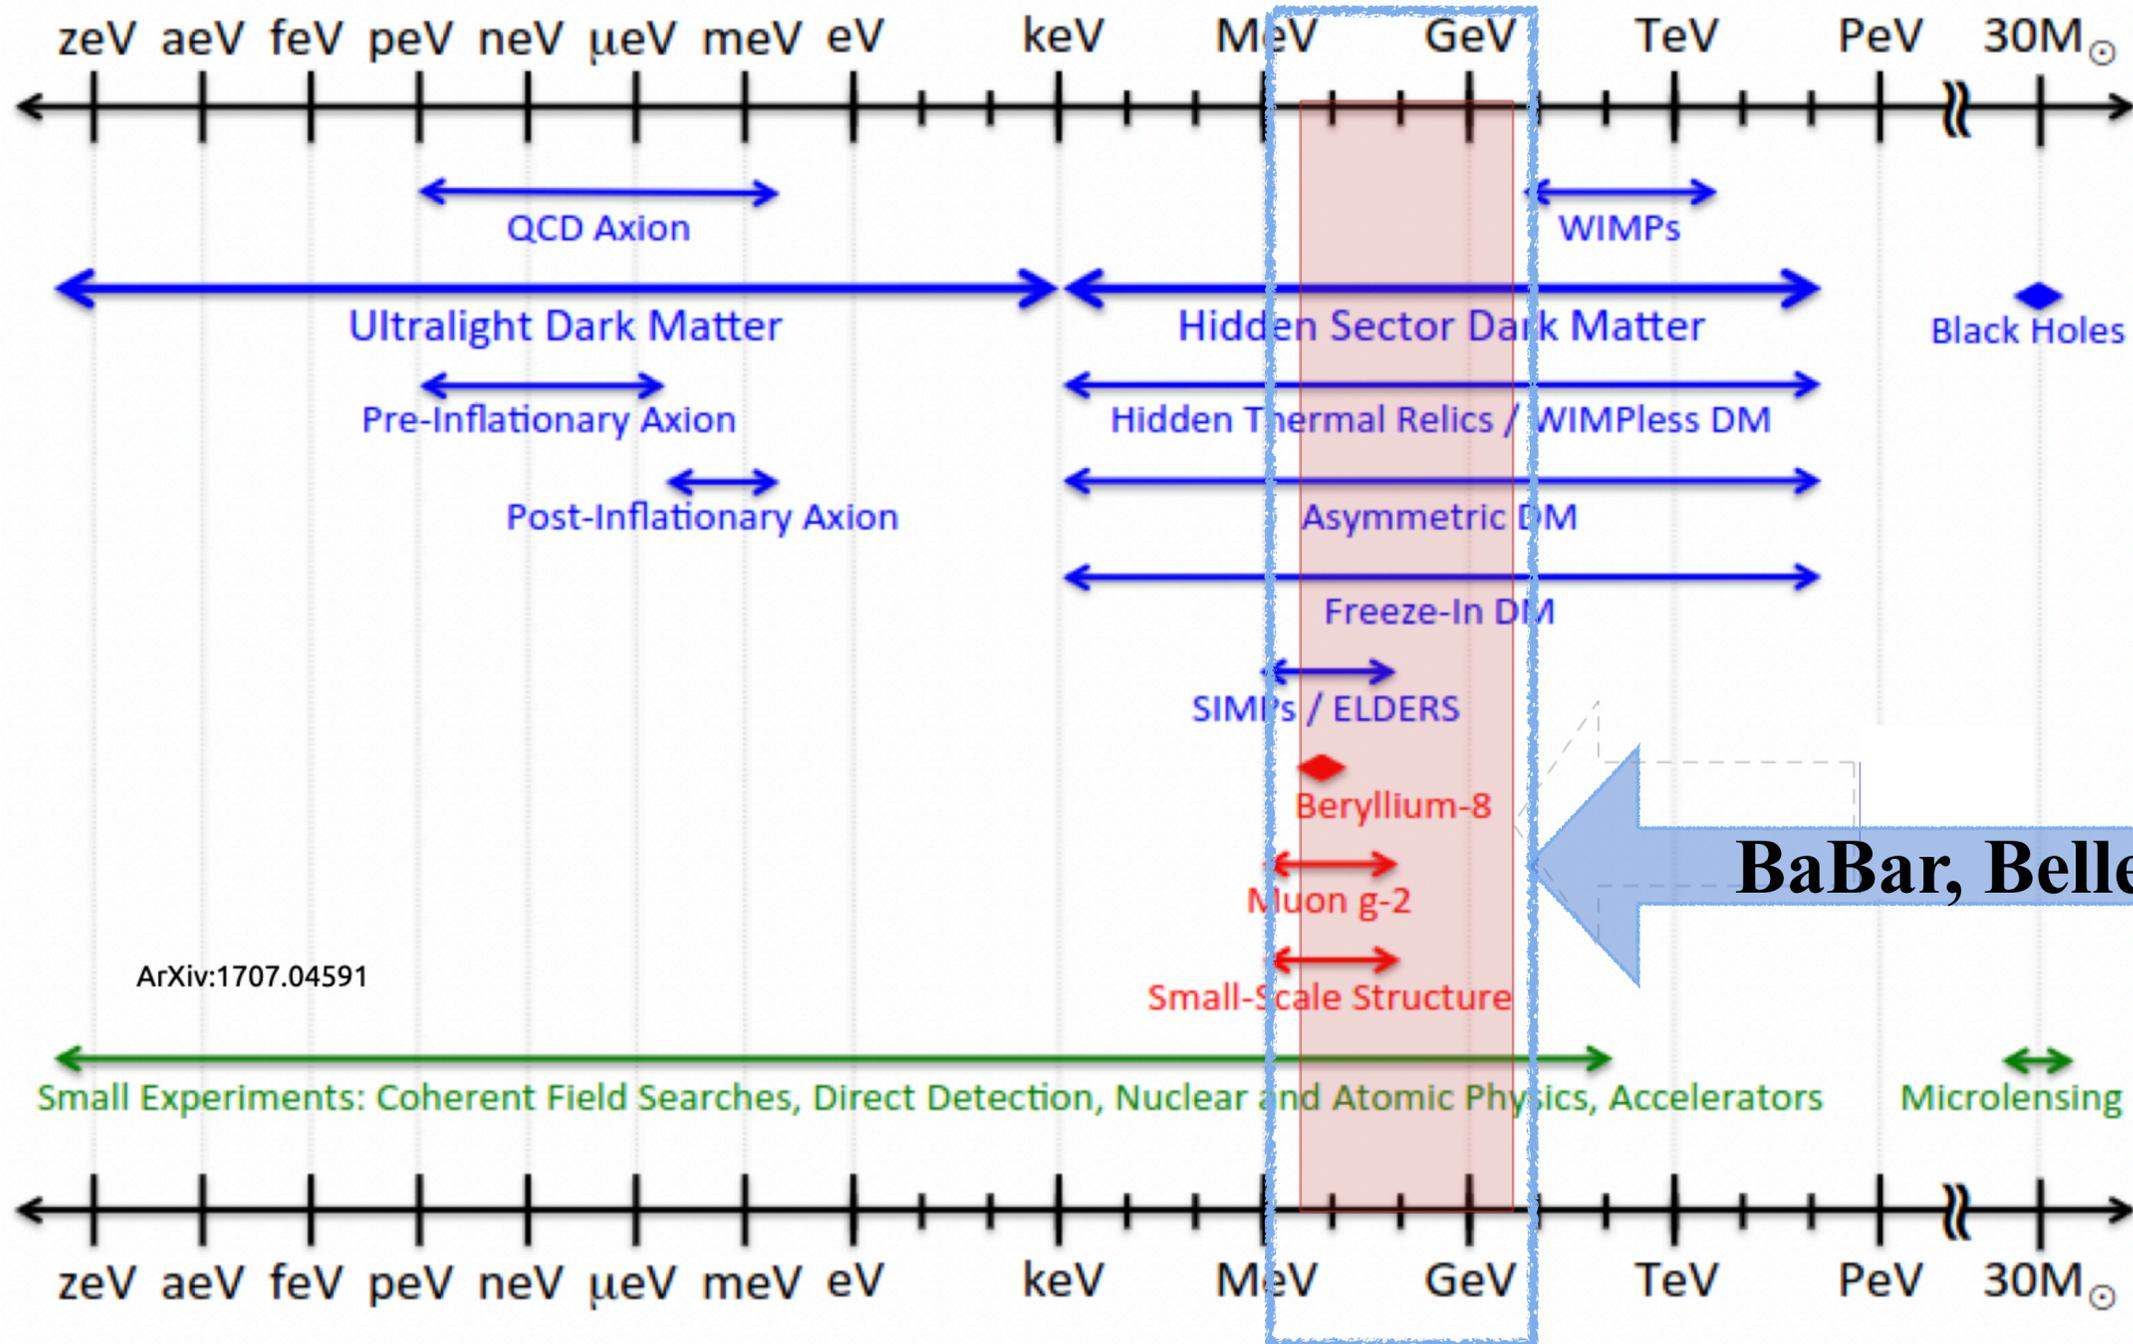 zeV aeV feV peV neV µeV meV eV keV MeV GeV TeV PeV 30M☉
QCD Axion
WIMPs
Ultralight Dark Matter
Hidden Sector Dark Matter
Black Holes
Pre-Inflationary Axion
Hidden Thermal Relics / WIMPless DM
Post-Inflationary Axion
Asymmetric DM
Freeze-In DM
SIMPs / ELDERS
Beryllium-8
BaBar, Belle
Muon g-2
ArXiv:1707.04591
Small-Scale Structure
Small Experiments: Coherent Field Searches, Direct Detection, Nuclear and Atomic Physics, Accelerators
Microlensing
zeV aeV feV peV neV µeV meV eV keV MeV GeV TeV PeV 30M☉